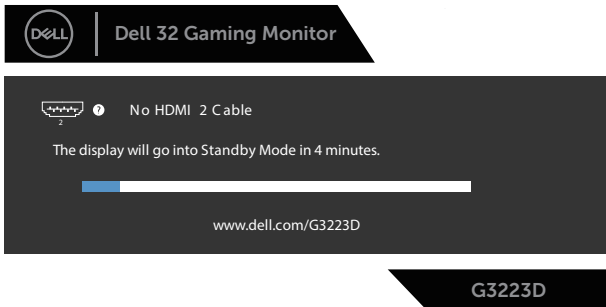 DELL
Dell 32 Gaming Monitor
? No HDMI 2 Cable
2
The display will go into Standby Mode in 4 minutes.
www.dell.com/G3223D
G3223D